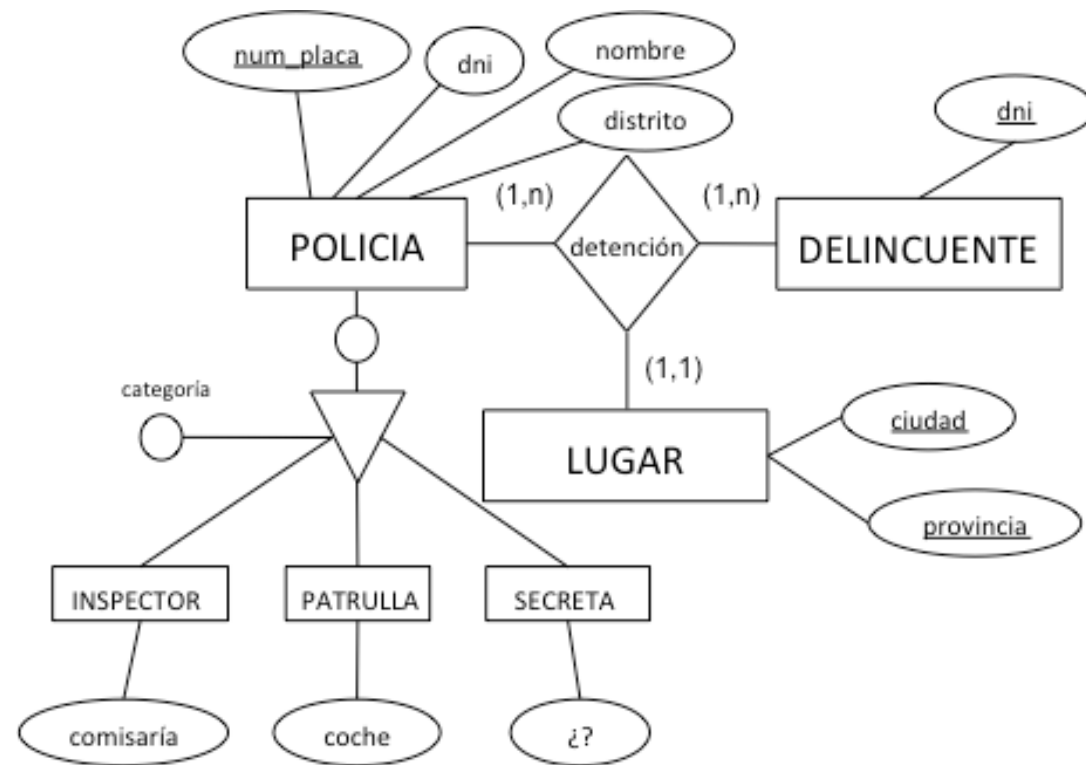 num_placa
dni
nombre
distrito
dni
(1,n)
(1,n)
POLICIA
detención
DELINCUENTE
(1,1)
categoría
LUGAR
ciudad
provincia
INSPECTOR
PATRULLA
SECRETA
comisaría
coche
¿?